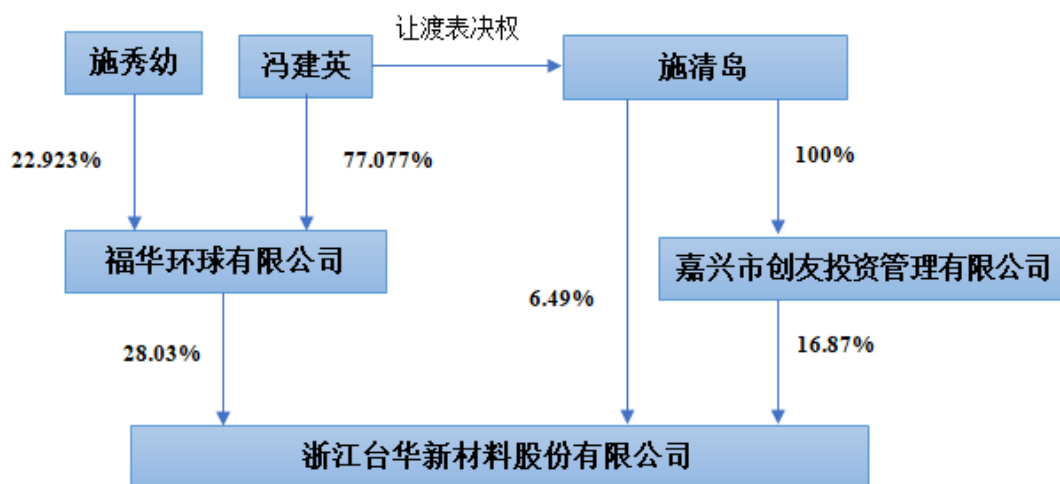 让渡表决权
施秀幼
冯建英
施清岛
22.923%
77.077%
100%
福华环球有限公司
嘉兴市创友投资管理有限公司
6.49%
28.03%
16.87%
浙江台华新材料股份有限公司